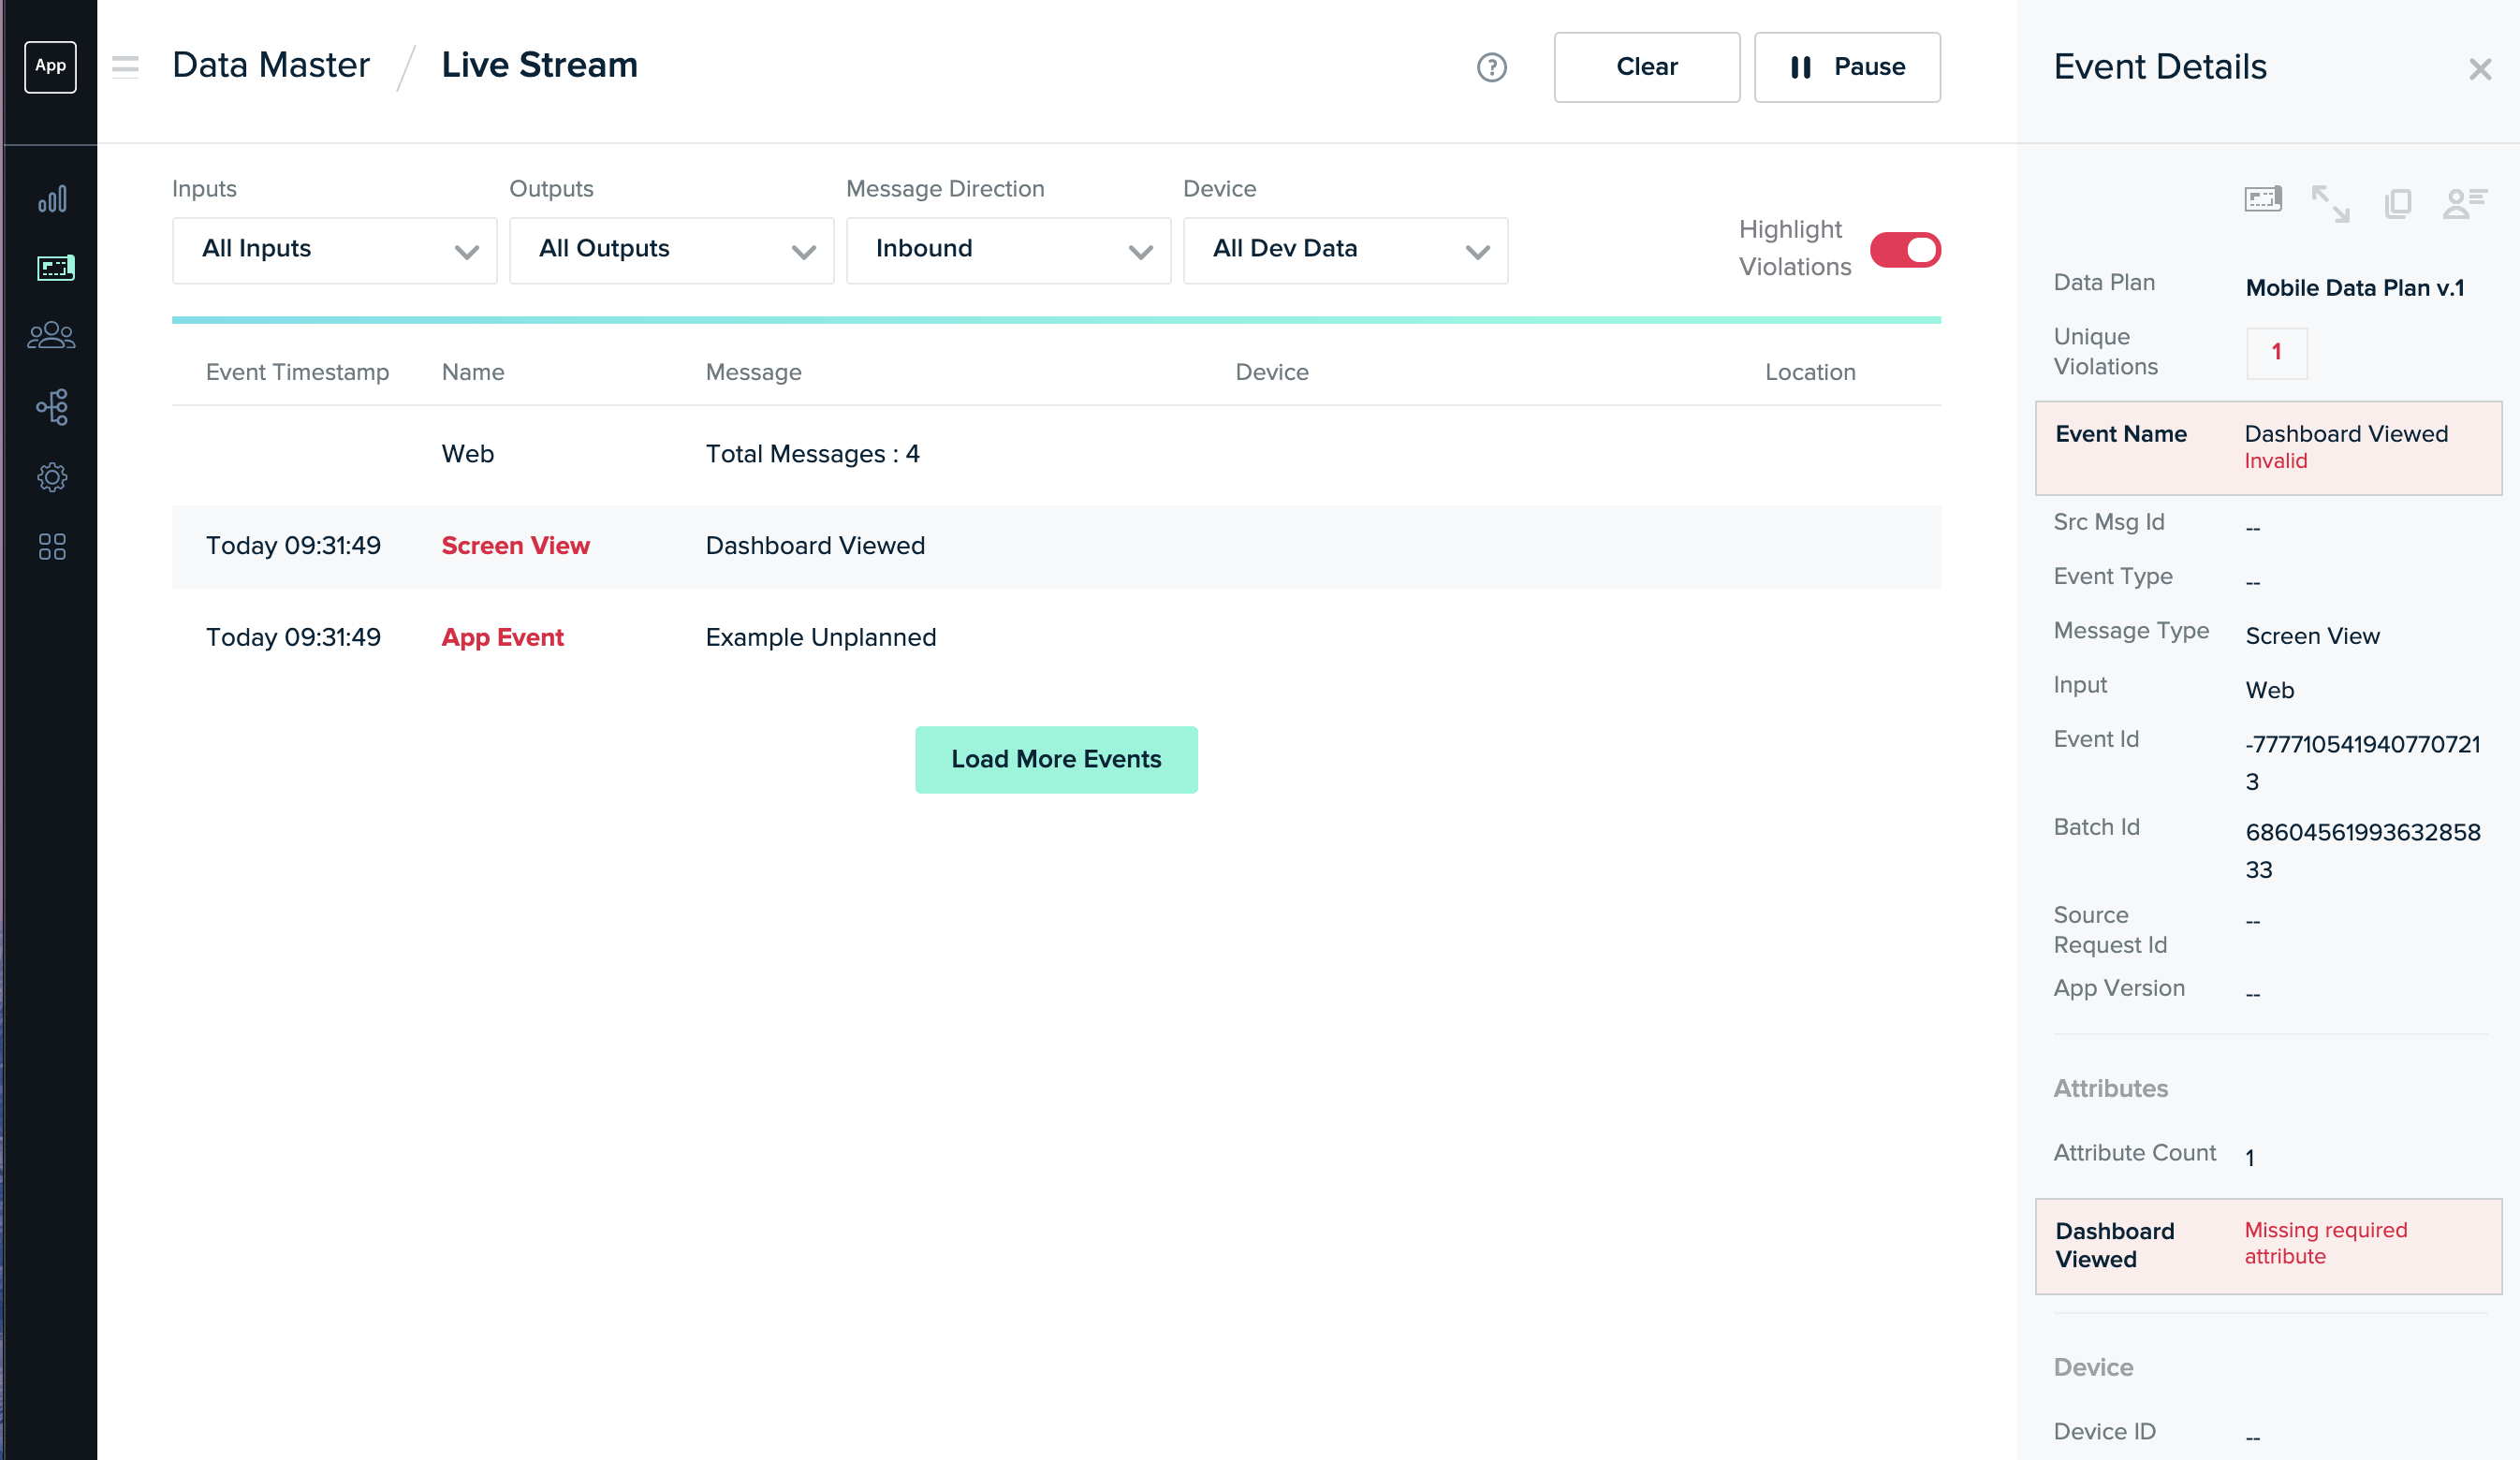 App
Data Master / Live Stream
?
Clear
Pause
Event Details
Inputs
Outputs
Message Direction
Device
All Inputs
All Outputs
Inbound
All Dev Data
Highlight
Violations
Event Timestamp
Name
Message
Device
Location
Web
Total Messages : 4
Today 09:31:49
Screen View
Dashboard Viewed
Today 09:31:49
App Event
Example Unplanned
Load More Events
Data Plan
Mobile Data Plan v.1
Unique
Violations
1
Event Name
Dashboard Viewed
Invalid
Src Msg Id
--
Event Type
--
Message Type
Screen View
Input
Web
Event Id
-777710541940770721
3
Batch Id
68604561993632858
33
Source
Request Id
--
App Version
--
Attributes
Attribute Count
1
Dashboard
Viewed
Missing required
attribute
Device
Device ID
--